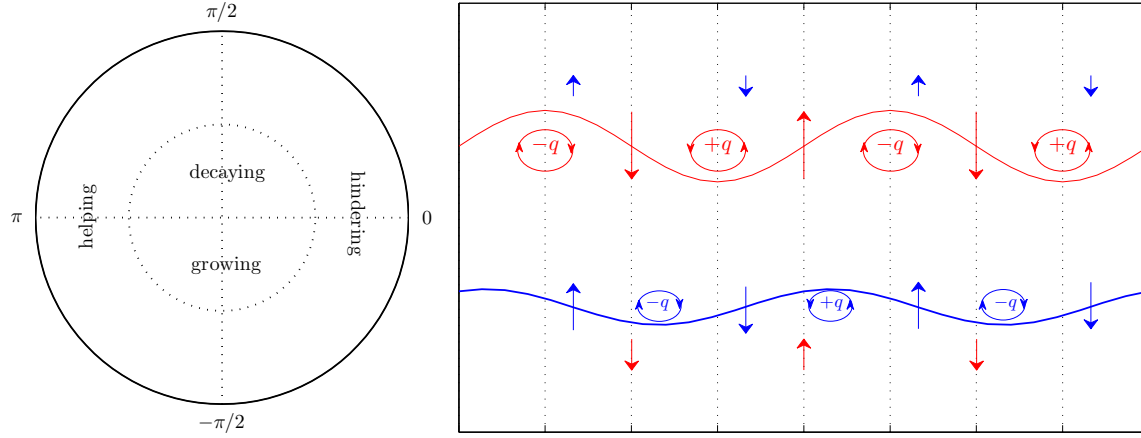 π/2
decaying
helping
hindering
π
0
growing
−π/2
−q
+q
−q
+q
−q
+q
−q